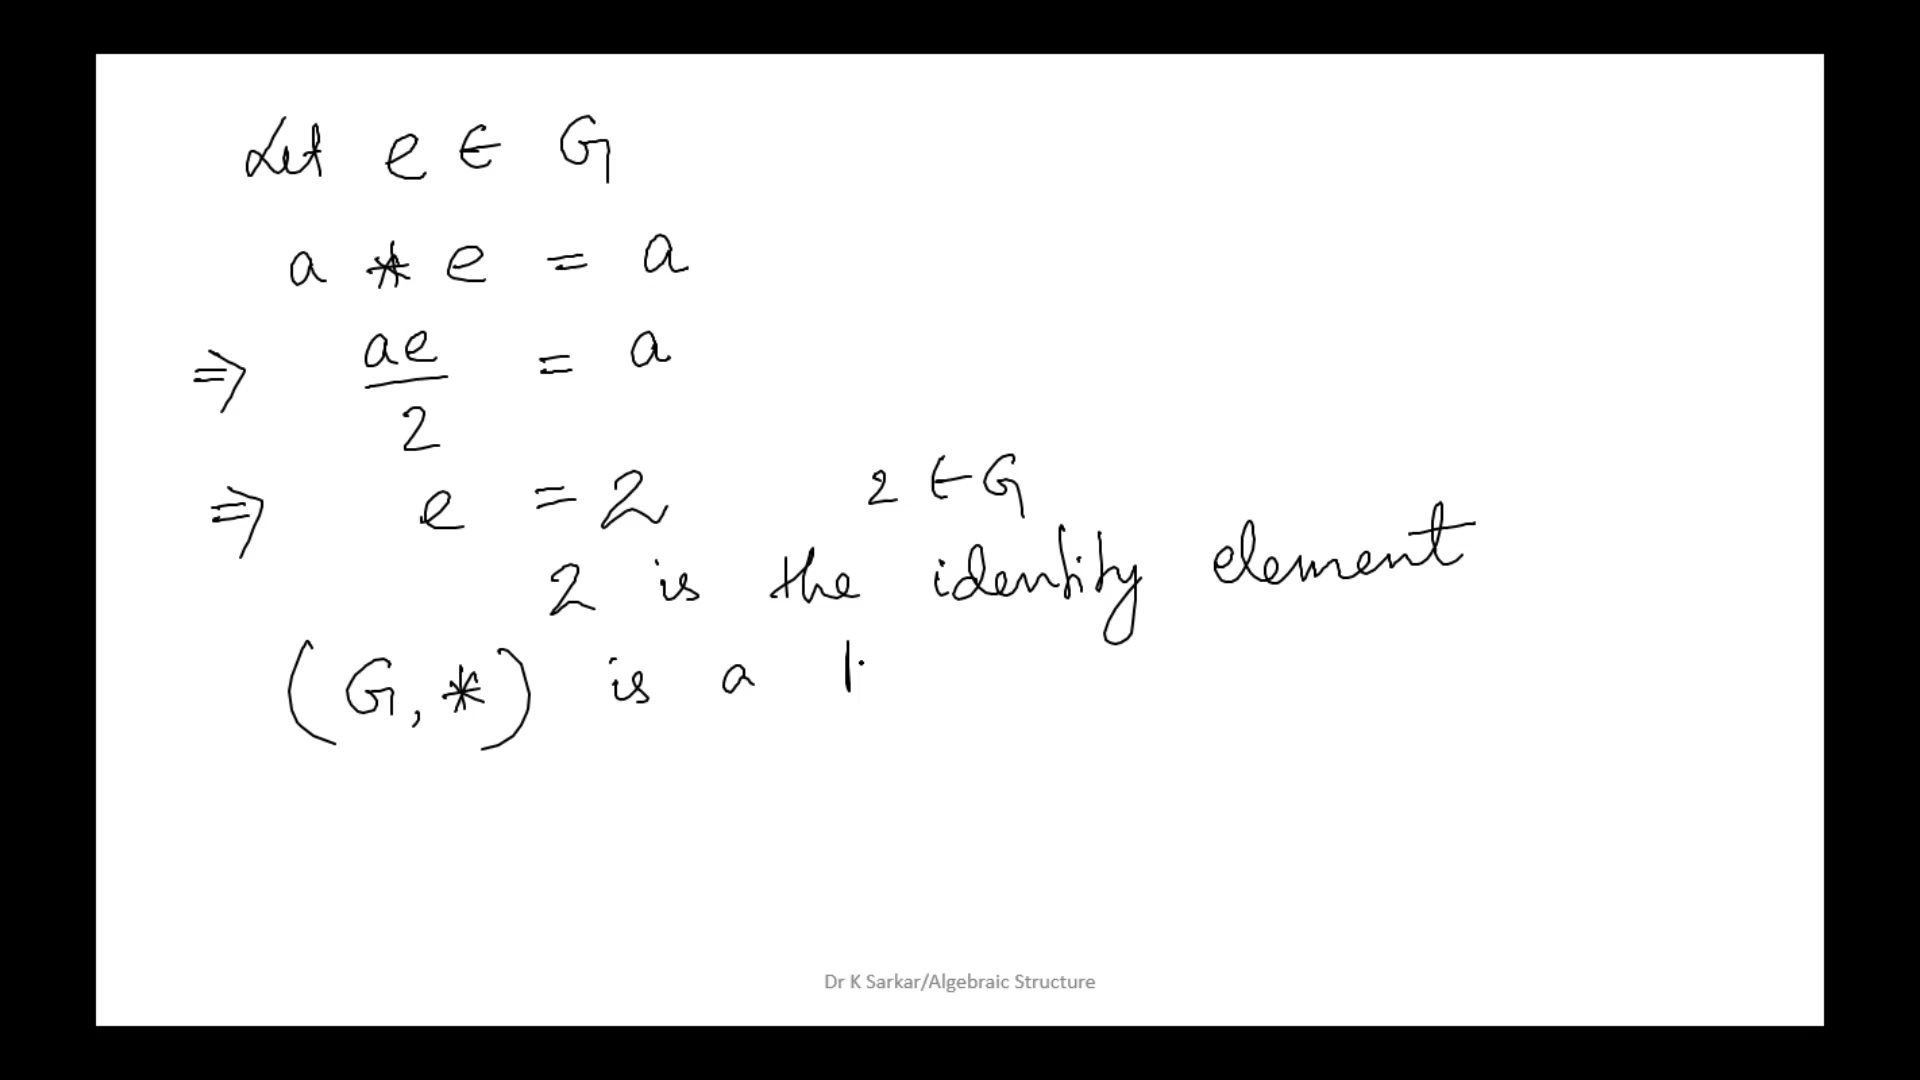 Let e ∈ G
a * e = a
⇒ ae/2 = a
⇒ e = 2 2 ∈ G
2 is the identity element
(G, *) is a
Dr K Sarkar/Algebraic Structure